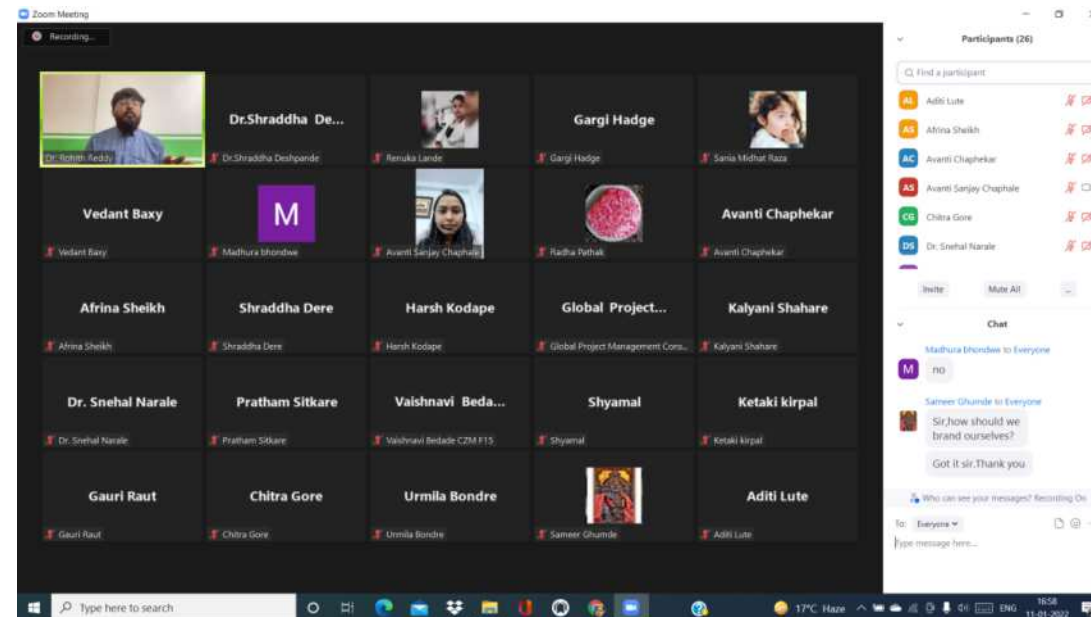 Zoom Meeting
Recording...
Dr. Rohith Reddy
Dr.Shraddha De...
Dr.Shraddha Deshpande
Renuka Lande
Gargi Hadge
Gargi Hadge
Sania Midhat Raza
Vedant Baxy
Vedant Baxy
M
Madhura bhondwe
Avanti Sanjay Chaphale
Radha Pathak
Avanti Chaphekar
Avanti Chaphekar
Afrina Sheikh
Afrina Sheikh
Shraddha Dere
Shraddha Dere
Harsh Kodape
Harsh Kodape
Global Project...
Global Project Management Cons...
Kalyani Shahare
Kalyani Shahare
Dr. Snehal Narale
Dr. Snehal Narale
Pratham Sitkare
Pratham Sitkare
Vaishnavi Beda...
Vaishnavi Bedade CZM F15
Shyamal
Shyamal
Ketaki kirpal
Ketaki kirpal
Gauri Raut
Gauri Raut
Chitra Gore
Chitra Gore
Urmila Bondre
Urmila Bondre
Sameer Ghumde
Aditi Lute
Aditi Lute
Participants (26)
Find a participant
AL Aditi Lute
AS Afrina Sheikh
AC Avanti Chaphekar
AS Avanti Sanjay Chaphale
CG Chitra Gore
DS Dr. Snehal Narale
Invite Mute All ...
Chat
Madhura bhondwe to Everyone
M no
Sameer Ghumde to Everyone
Sir,how should we
brand ourselves?
Got it sir.Thank you
Who can see your messages? Recording On
To: Everyone
Type message here...
Type here to search
17°C Haze
ENG
16:58
11-01-2022